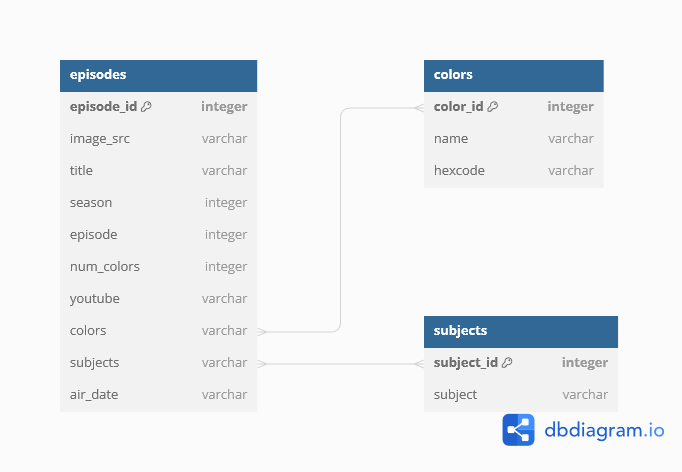 episodes
episode_id integer
image_src varchar
title varchar
season integer
episode integer
num_colors integer
youtube varchar
colors varchar
subjects varchar
air_date varchar
colors
color_id integer
name varchar
hexcode varchar
subjects
subject_id integer
subject varchar
dbdiagram.io